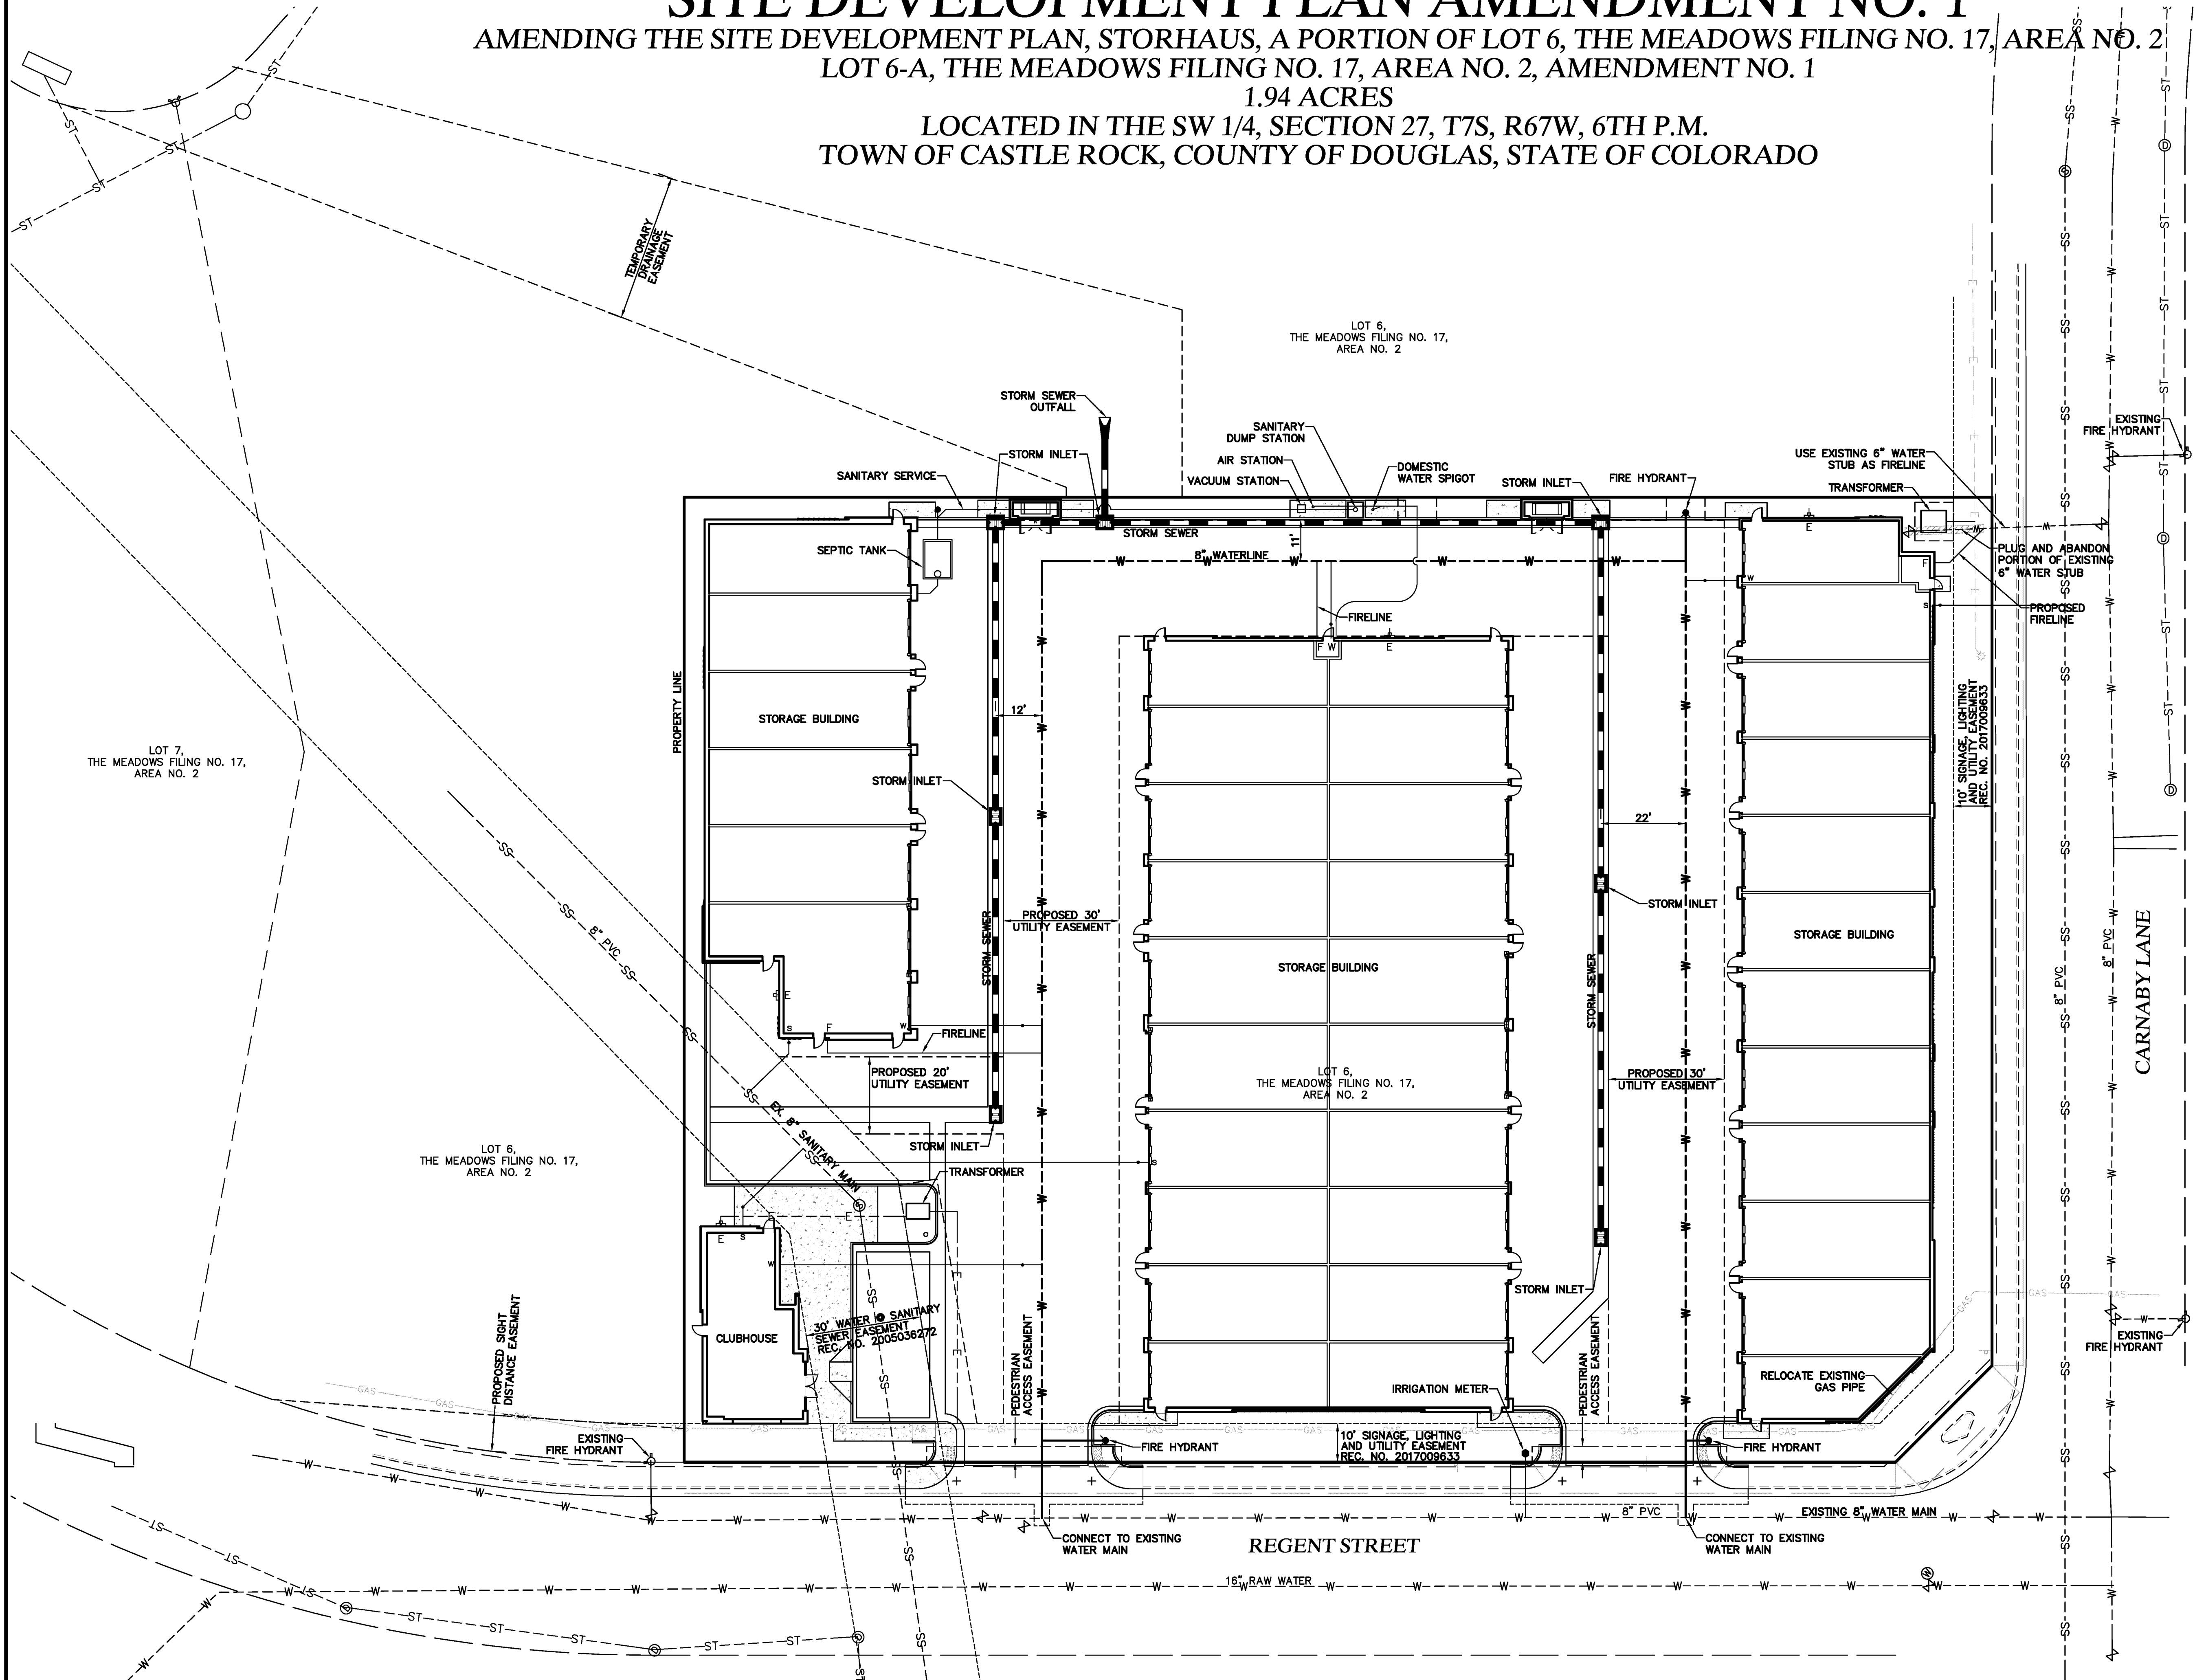 SITE DEVELOPMENT PLAN AMENDMENT NO. 1
AMENDING THE SITE DEVELOPMENT PLAN, STORHAUS, A PORTION OF LOT 6, THE MEADOWS FILING NO. 17, AREA NO. 2
LOT 6-A, THE MEADOWS FILING NO. 17, AREA NO. 2, AMENDMENT NO. 1
1.94 ACRES
LOCATED IN THE SW 1/4, SECTION 27, T7S, R67W, 6TH P.M.
TOWN OF CASTLE ROCK, COUNTY OF DOUGLAS, STATE OF COLORADO
TEMPORARY
DRAINAGE
EASEMENT
LOT 6,
THE MEADOWS FILING NO. 17,
AREA NO. 2
STORM SEWER
OUTFALL
SANITARY
DUMP STATION
AIR STATION
VACUUM STATION
DOMESTIC
WATER SPIGOT
STORM INLET
SANITARY SERVICE
STORM INLET
FIRE HYDRANT
USE EXISTING 6" WATER
STUB AS FIRELINE
TRANSFORMER
EXISTING
FIRE HYDRANT
STORM SEWER
11'
8" WATERLINE
SEPTIC TANK
PLUG AND ABANDON
PORTION OF EXISTING
6" WATER STUB
PROPOSED
FIRELINE
FIRELINE
F W
E
E
F
W
S
PROPERTY LINE
STORAGE BUILDING
12'
10' SIGNAGE, LIGHTING
AND UTILITY EASEMENT
REC. NO. 2017009633
LOT 7,
THE MEADOWS FILING NO. 17,
AREA NO. 2
STORM INLET
22'
STORM INLET
8" PVC
PROPOSED 30'
UTILITY EASEMENT
STORM SEWER
STORAGE BUILDING
STORM SEWER
STORAGE BUILDING
8" PVC
8" PVC
CARNABY LANE
E
S
F
W
FIRELINE
PROPOSED 20'
UTILITY EASEMENT
LOT 6,
THE MEADOWS FILING NO. 17,
AREA NO. 2
PROPOSED 30'
UTILITY EASEMENT
EX. 8" SANITARY MAIN
STORM INLET
TRANSFORMER
S
LOT 6,
THE MEADOWS FILING NO. 17,
AREA NO. 2
E
S
W
STORM INLET
30' WATER @ SANITARY
SEWER EASEMENT
REC. NO. 2005036272
CLUBHOUSE
PROPOSED SIGHT
DISTANCE EASEMENT
PEDESTRIAN
ACCESS EASEMENT
PEDESTRIAN
ACCESS EASEMENT
IRRIGATION METER
RELOCATE EXISTING
GAS PIPE
EXISTING
FIRE HYDRANT
EXISTING
FIRE HYDRANT
FIRE HYDRANT
10' SIGNAGE, LIGHTING
AND UTILITY EASEMENT
REC. NO. 2017009633
FIRE HYDRANT
8" PVC
EXISTING 8" WATER MAIN
CONNECT TO EXISTING
WATER MAIN
REGENT STREET
CONNECT TO EXISTING
WATER MAIN
16" RAW WATER